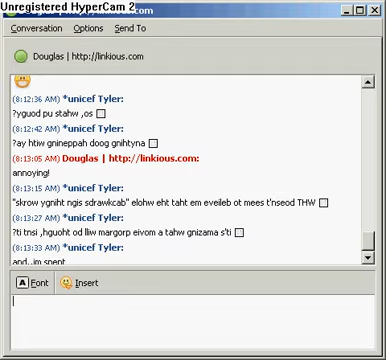 Unregistered HyperCam 2
Conversation Options Send To
Douglas | http://linkious.com
(8:12:36 AM) *unicef Tyler:
?yguod pu stahw ,os
(8:12:42 AM) *unicef Tyler:
?ay htiw gnineppah doog gnihtyna
(8:13:05 AM) Douglas | http://linkious.com:
annoying!
(8:13:15 AM) *unicef Tyler:
"skrow ygniht ngis sdrawkcab" elohw eht taht em eveileb ot mees t'nseod THW
(8:13:27 AM) *unicef Tyler:
?ti tnsi ,hguoht od lliw margorp eivom a tahw gnizama s'ti
(8:13:33 AM) *unicef Tyler:
and..im spent
A Font Insert